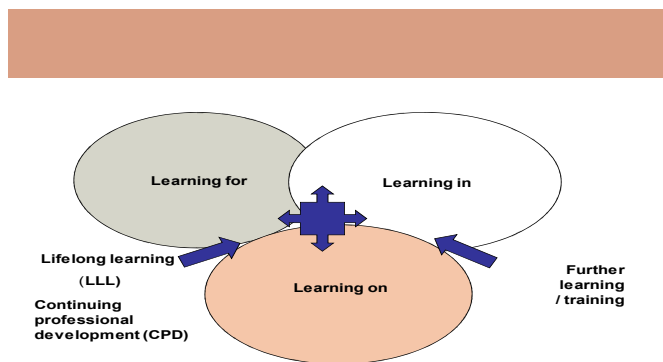 Learning for
Learning in
Learning on
Lifelong learning
(LLL)
Continuing
professional
development (CPD)
Further
learning
/ training